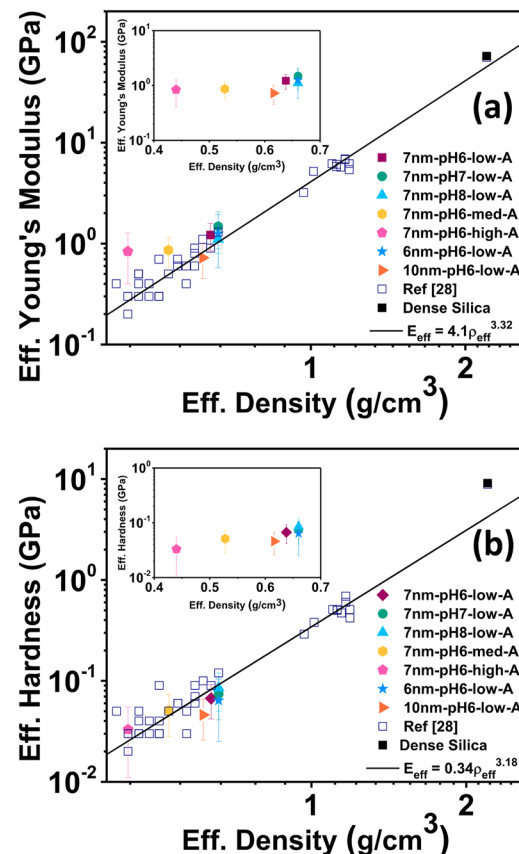 (a)
Eff. Young's Modulus (GPa)
10²
10¹
10⁰
10⁻¹
Eff. Young's Modulus (GPa)
10¹
10⁰
10⁻¹
0.4 0.5 0.6 0.7
Eff. Density (g/cm³)
7nm-pH6-low-A
7nm-pH7-low-A
7nm-pH8-low-A
7nm-pH6-med-A
7nm-pH6-high-A
6nm-pH6-low-A
10nm-pH6-low-A
Ref [28]
Dense Silica
E_eff = 4.1ρ_eff^3.32
1 2
Eff. Density (g/cm³)
(b)
Eff. Hardness (GPa)
10¹
10⁰
10⁻¹
10⁻²
Eff. Hardness (GPa)
10⁰
10⁻¹
10⁻²
0.4 0.5 0.6 0.7
Eff. Density (g/cm³)
7nm-pH6-low-A
7nm-pH7-low-A
7nm-pH8-low-A
7nm-pH6-med-A
7nm-pH6-high-A
6nm-pH6-low-A
10nm-pH6-low-A
Ref [28]
Dense Silica
E_eff = 0.34ρ_eff^3.18
1 2
Eff. Density (g/cm³)